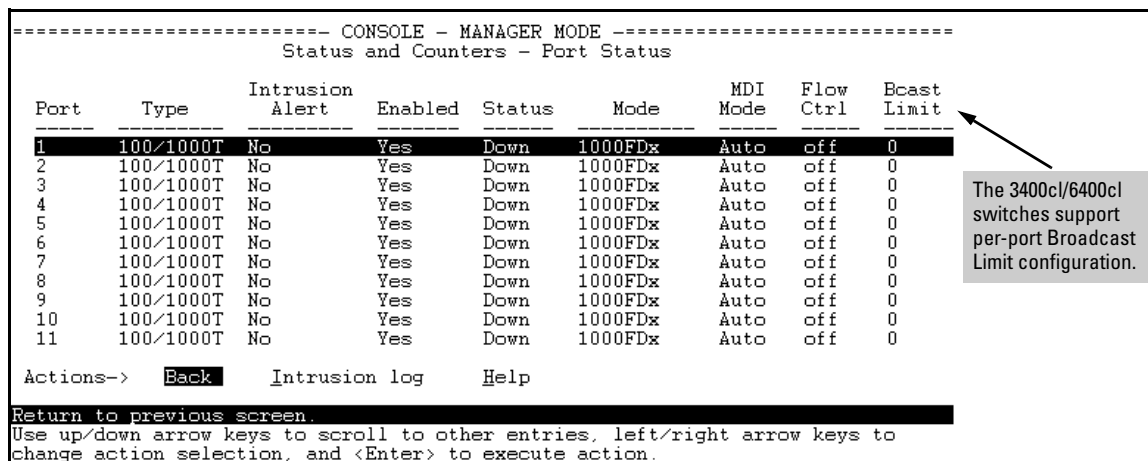 ==========================- CONSOLE - MANAGER MODE -============================
Status and Counters - Port Status
Intrusion MDI Flow Bcast
Port Type Alert Enabled Status Mode Mode Ctrl Limit
----- --------- --------- ------- ------ ---------- ----- ----- ------
1 100/1000T No Yes Down 1000FDx Auto off 0
2 100/1000T No Yes Down 1000FDx Auto off 0
3 100/1000T No Yes Down 1000FDx Auto off 0
4 100/1000T No Yes Down 1000FDx Auto off 0
5 100/1000T No Yes Down 1000FDx Auto off 0
6 100/1000T No Yes Down 1000FDx Auto off 0
7 100/1000T No Yes Down 1000FDx Auto off 0
8 100/1000T No Yes Down 1000FDx Auto off 0
9 100/1000T No Yes Down 1000FDx Auto off 0
10 100/1000T No Yes Down 1000FDx Auto off 0
11 100/1000T No Yes Down 1000FDx Auto off 0
Actions-> Back Intrusion log Help
Return to previous screen.
Use up/down arrow keys to scroll to other entries, left/right arrow keys to
change action selection, and <Enter> to execute action.
The 3400cl/6400cl
switches support
per-port Broadcast
Limit configuration.